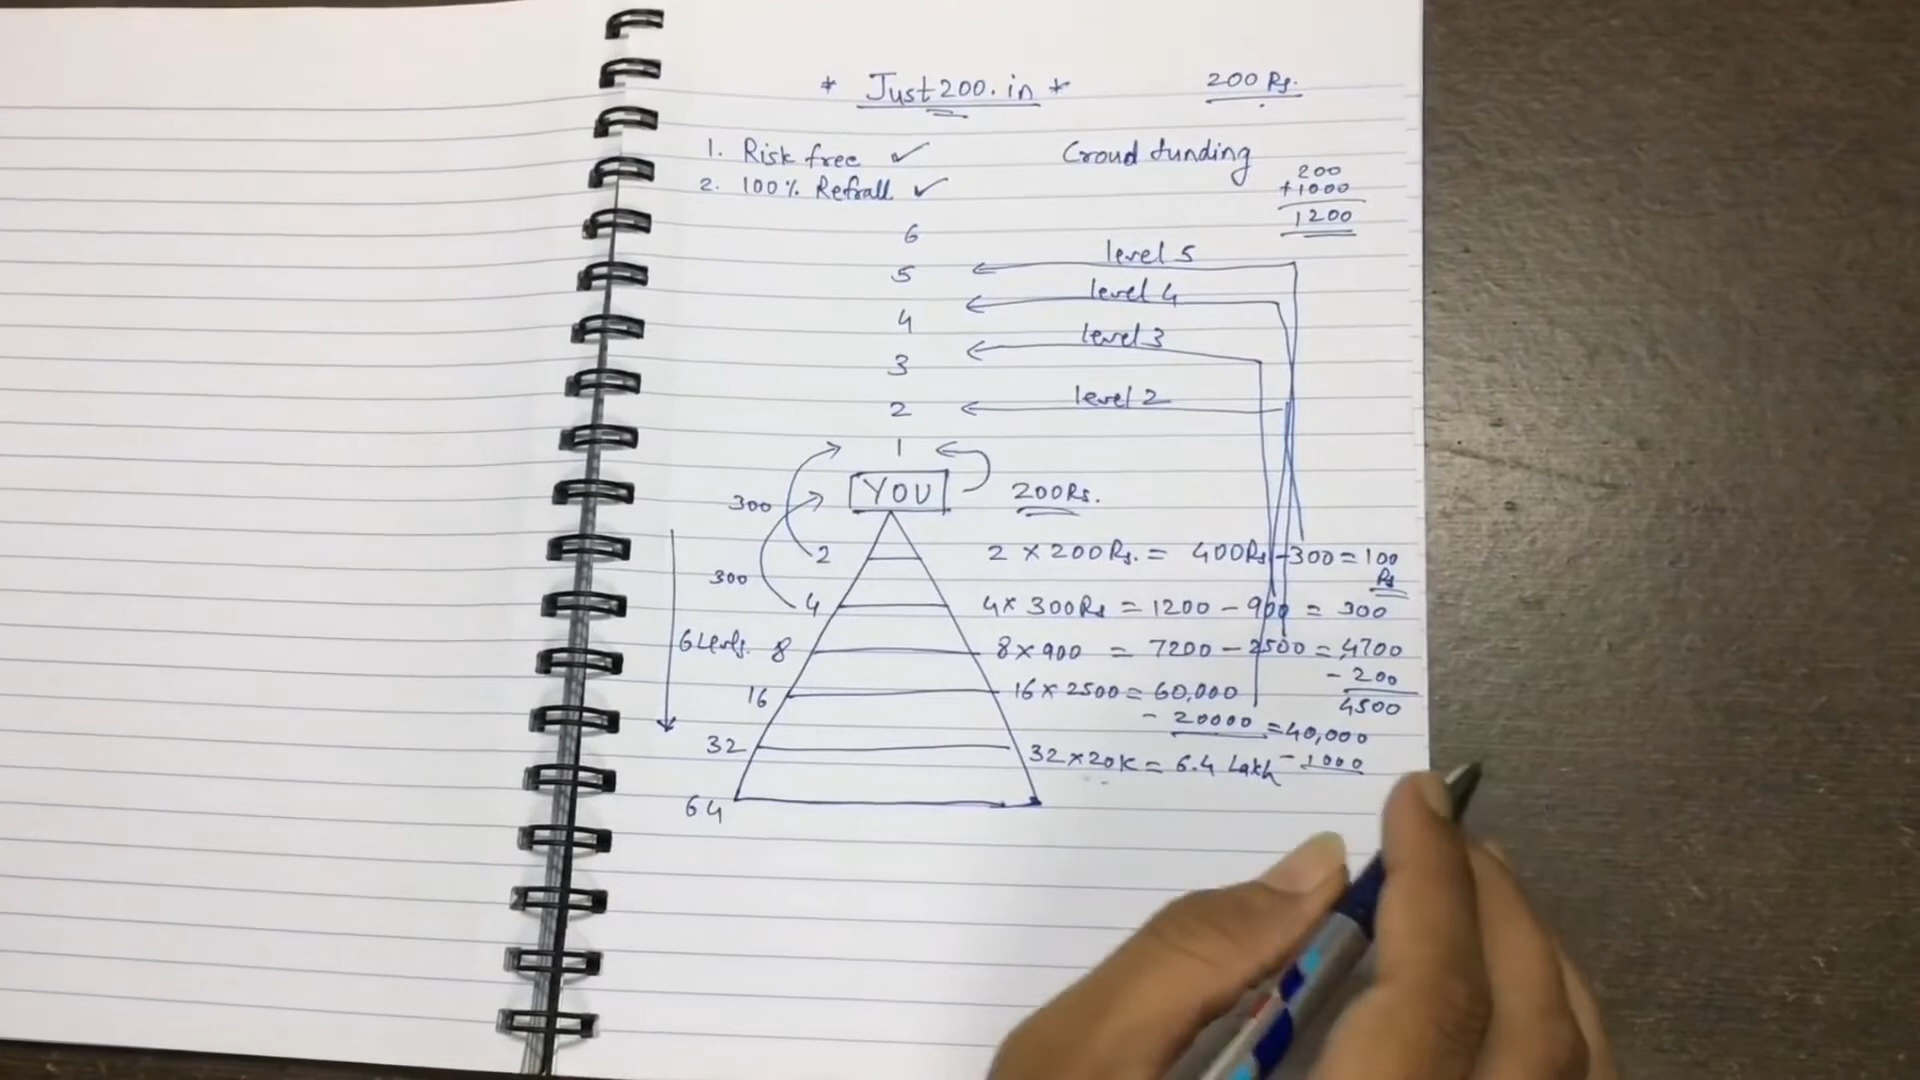 * Just200.in *
200 Rs.
1. Risk free ✓
Croud funding
2. 100% Refrall ✓
200
+1000
1200
6
level 5
5
level 4
4
level 3
3
level 2
2
1
YOU
200Rs.
300
2
2 × 200Rs. = 400Rs - 300 = 100
Rs
300
4
4 × 300Rs = 1200 - 900 = 300
6 Levels.
8
8 × 900 = 7200 - 2500 = 4700
- 200
4500
16
16 × 2500 = 60,000
- 20000 = 40,000
- 1000
32
32 × 20K = 6.4 Lakh
64